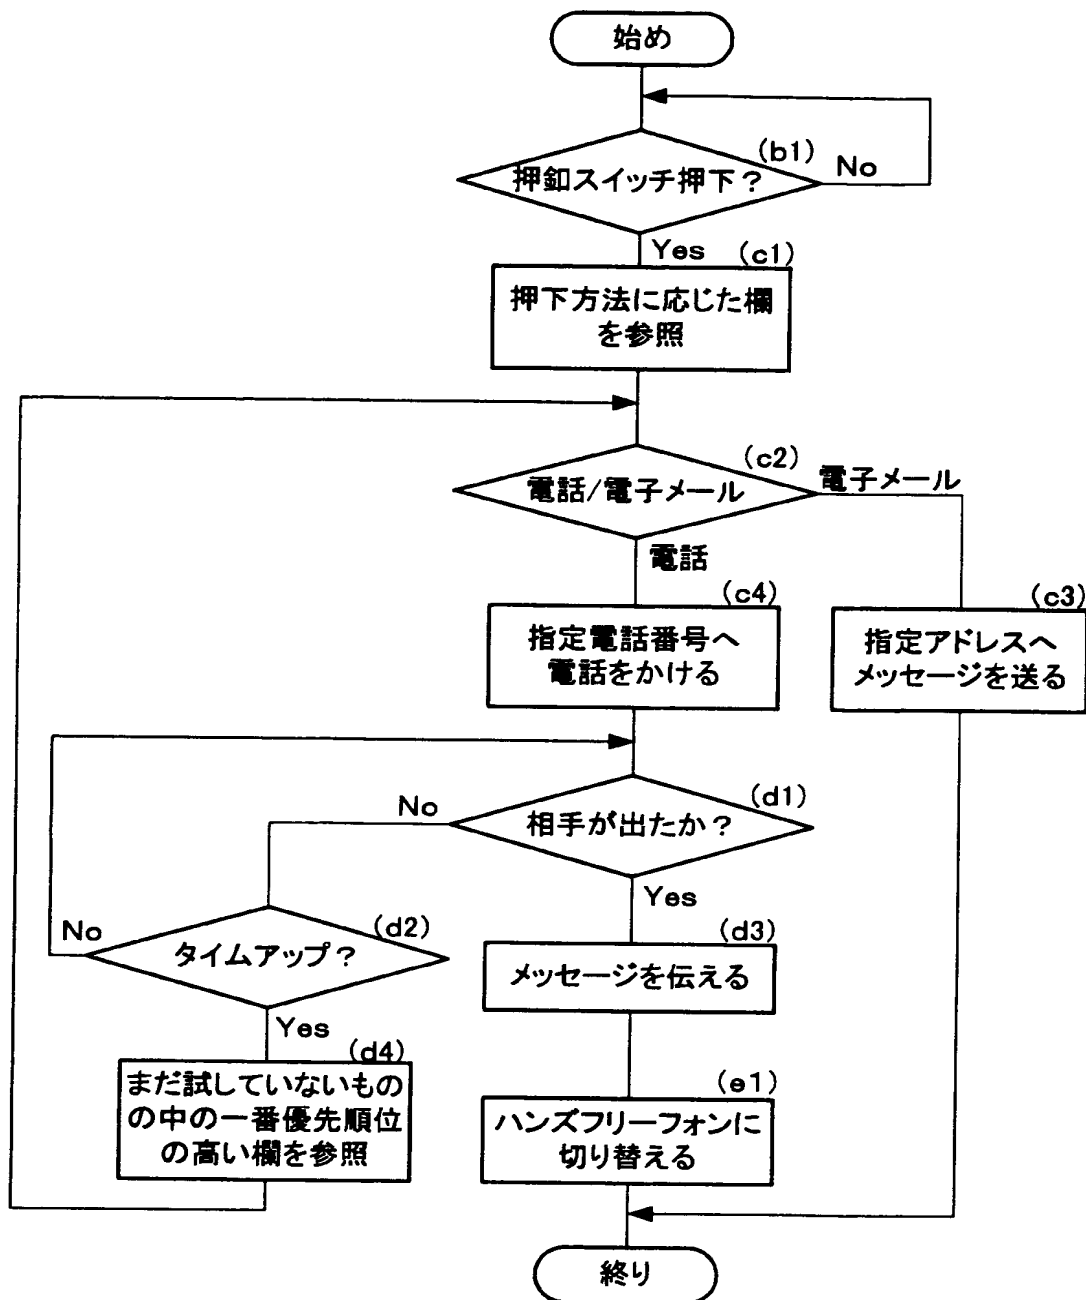 始め
(b1)
押釦スイッチ押下？
No
Yes
(c1)
押下方法に応じた欄
を参照
(c2)
電話/電子メール
電子メール
電話
(c4)
指定電話番号へ
電話をかける
(c3)
指定アドレスへ
メッセージを送る
(d1)
相手が出たか？
No
Yes
(d2)
タイムアップ？
No
Yes
(d3)
メッセージを伝える
(d4)
まだ試していないもの
の中の一番優先順位
の高い欄を参照
(e1)
ハンズフリーフォンに
切り替える
終り